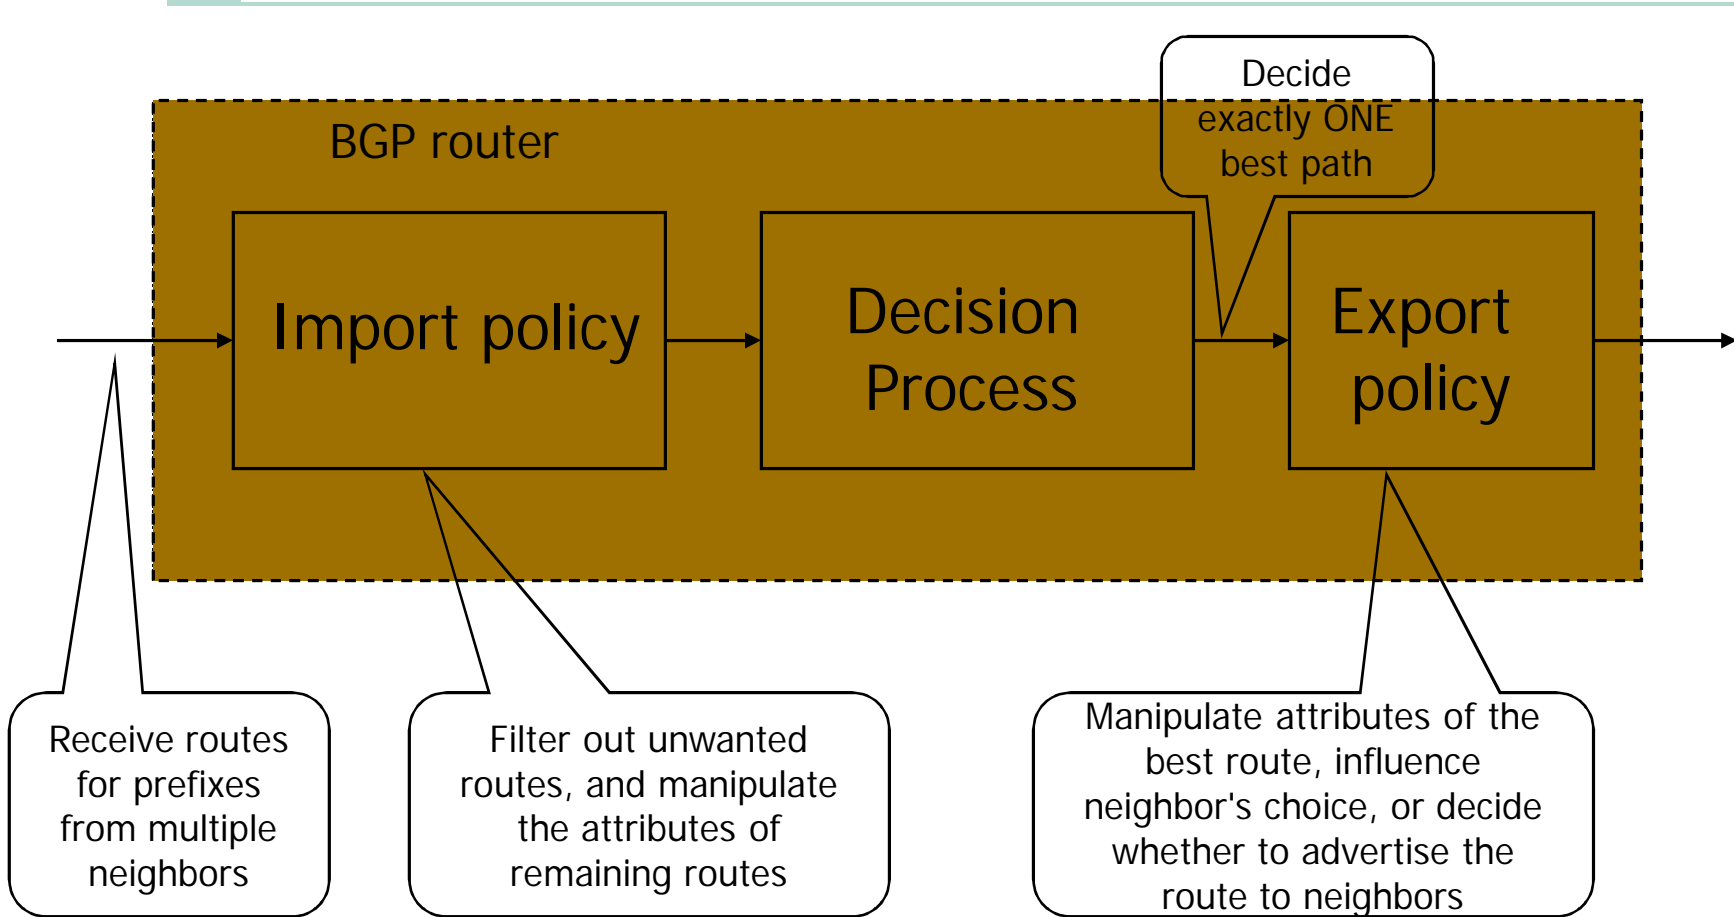 Decide
exactly ONE
best path
BGP router
Import policy
Decision
Process
Export
policy
Receive routes
for prefixes
from multiple
neighbors
Filter out unwanted
routes, and manipulate
the attributes of
remaining routes
Manipulate attributes of the
best route, influence
neighbor's choice, or decide
whether to advertise the
route to neighbors